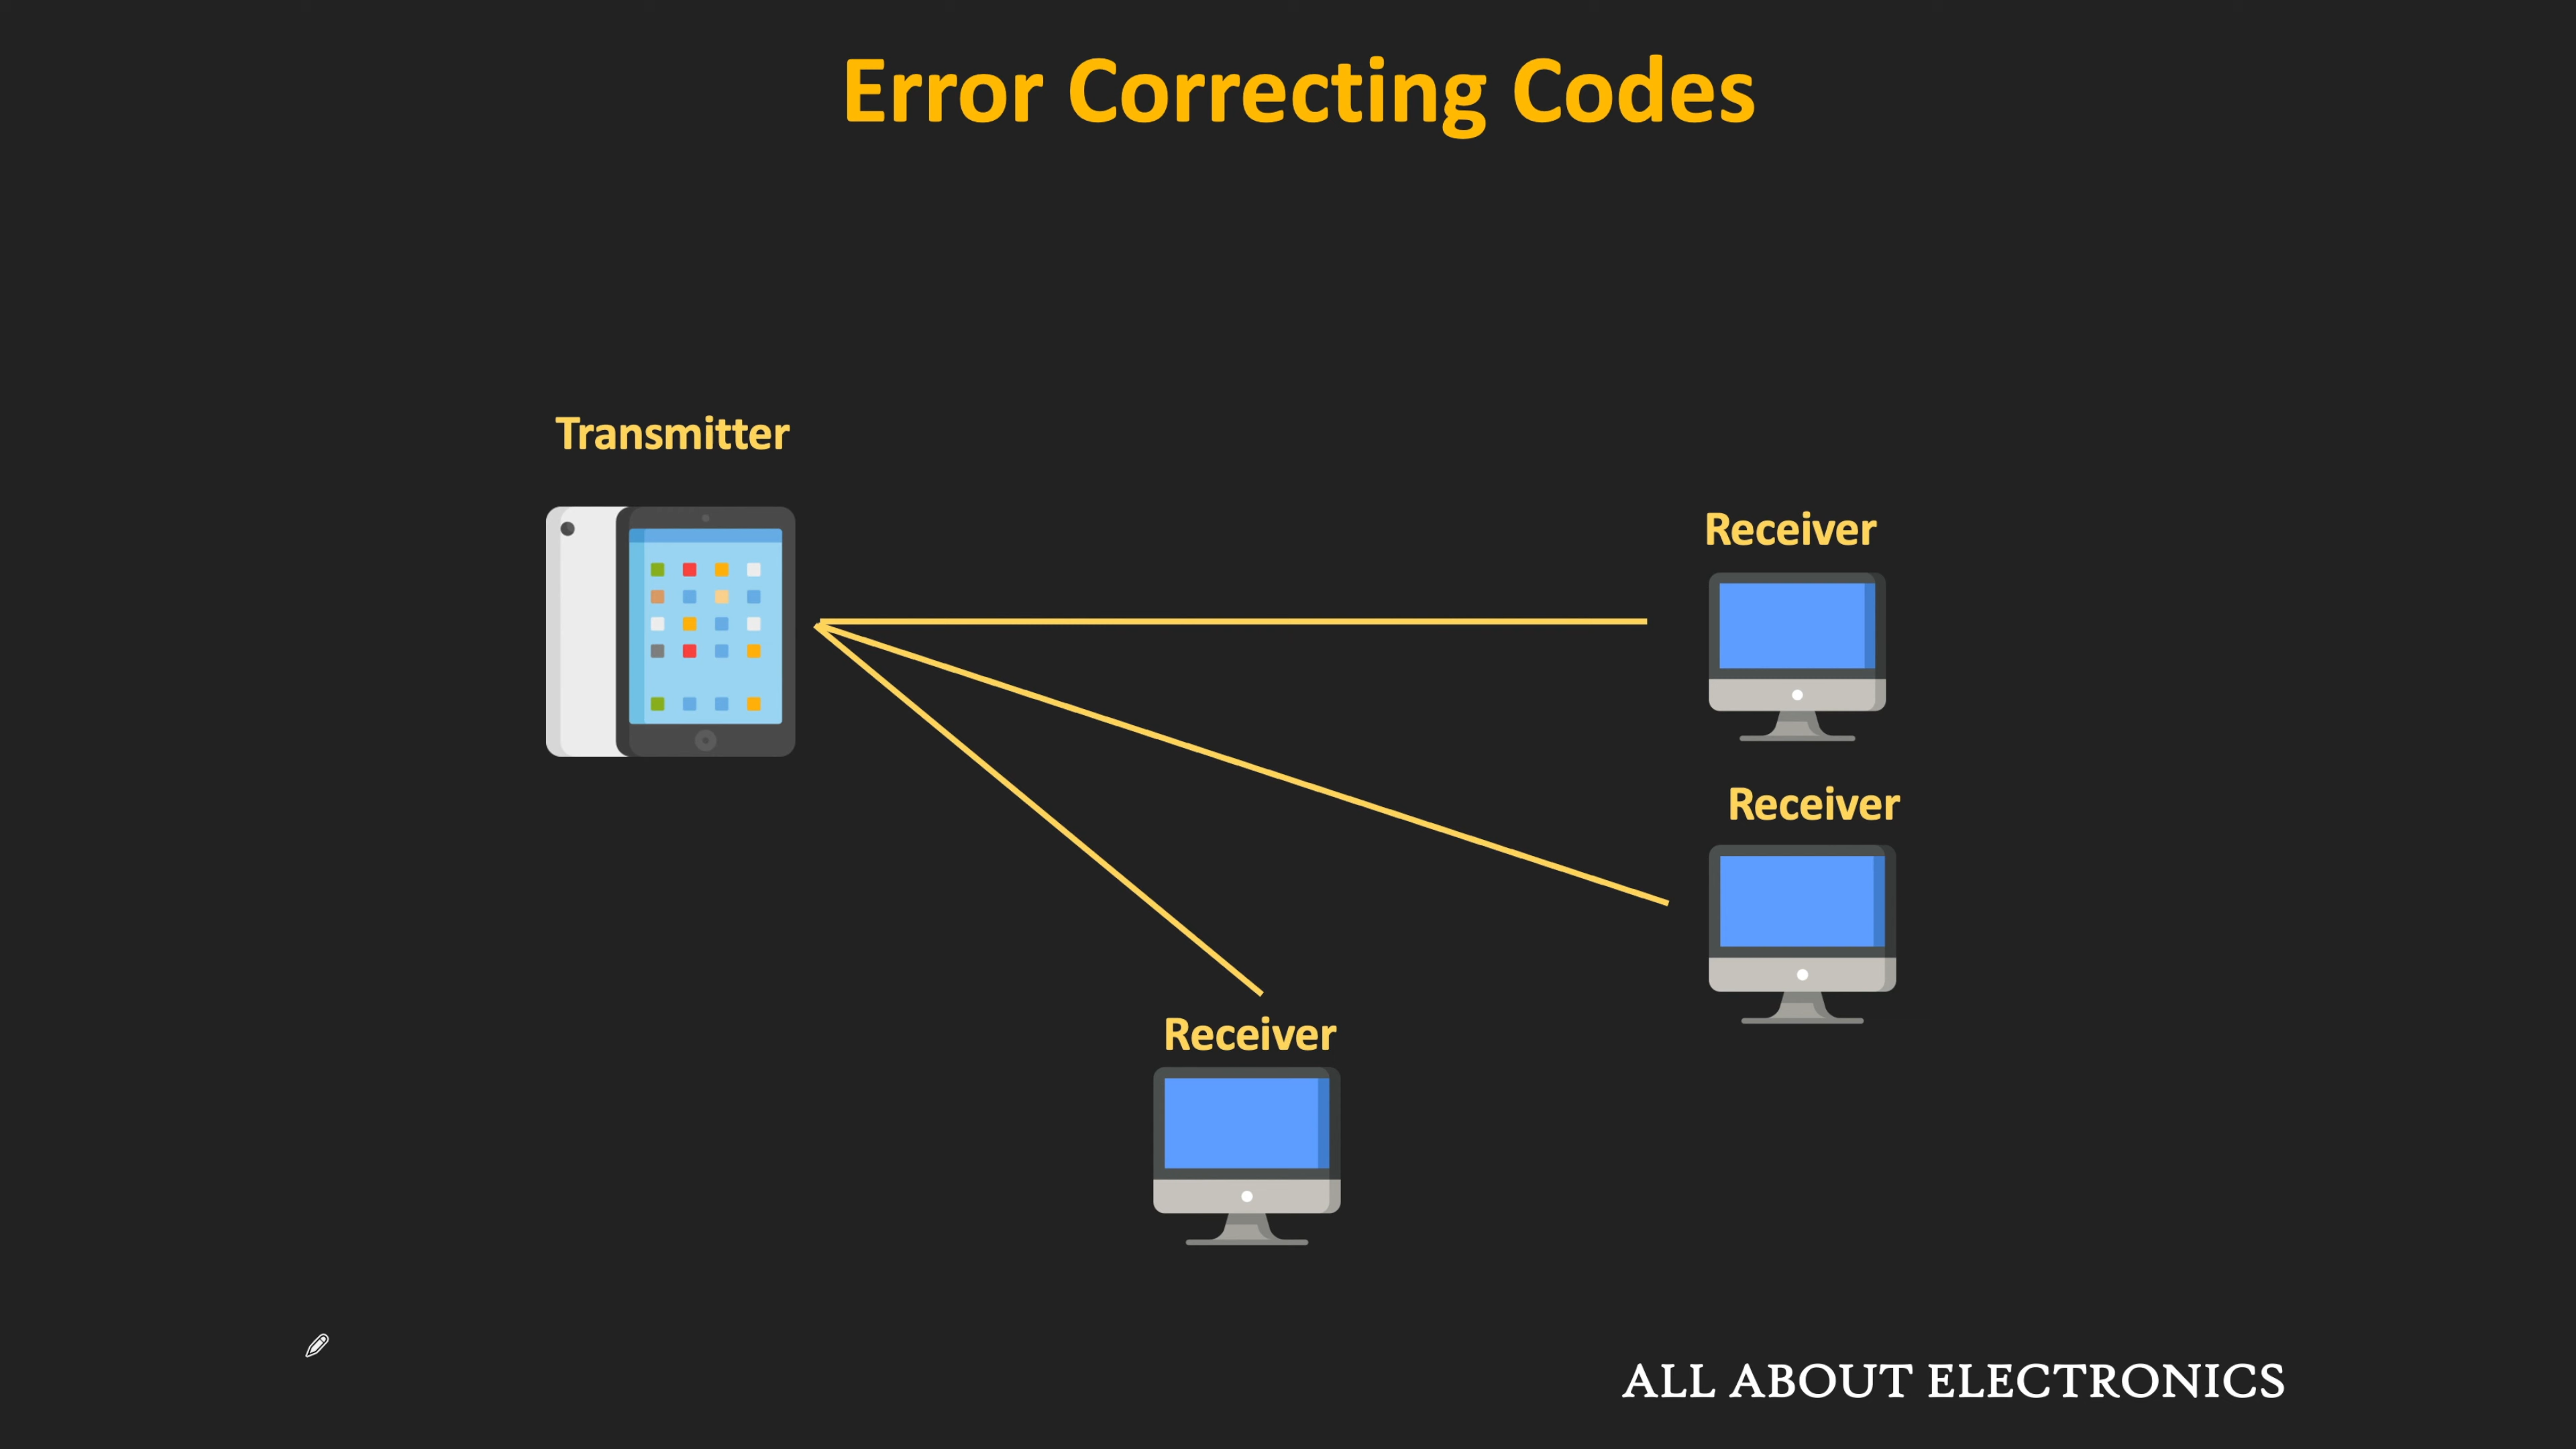 Error Correcting Codes
Transmitter
Receiver
Receiver
Receiver
ALL ABOUT ELECTRONICS